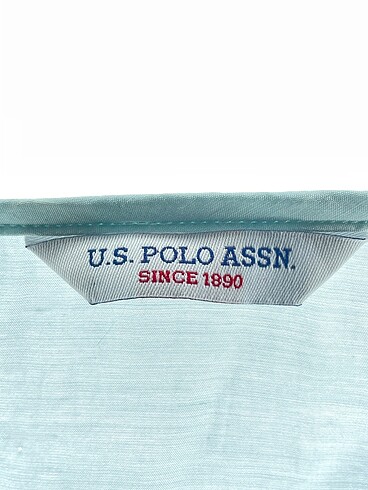 U.S. POLO ASSN.
SINCE 1890